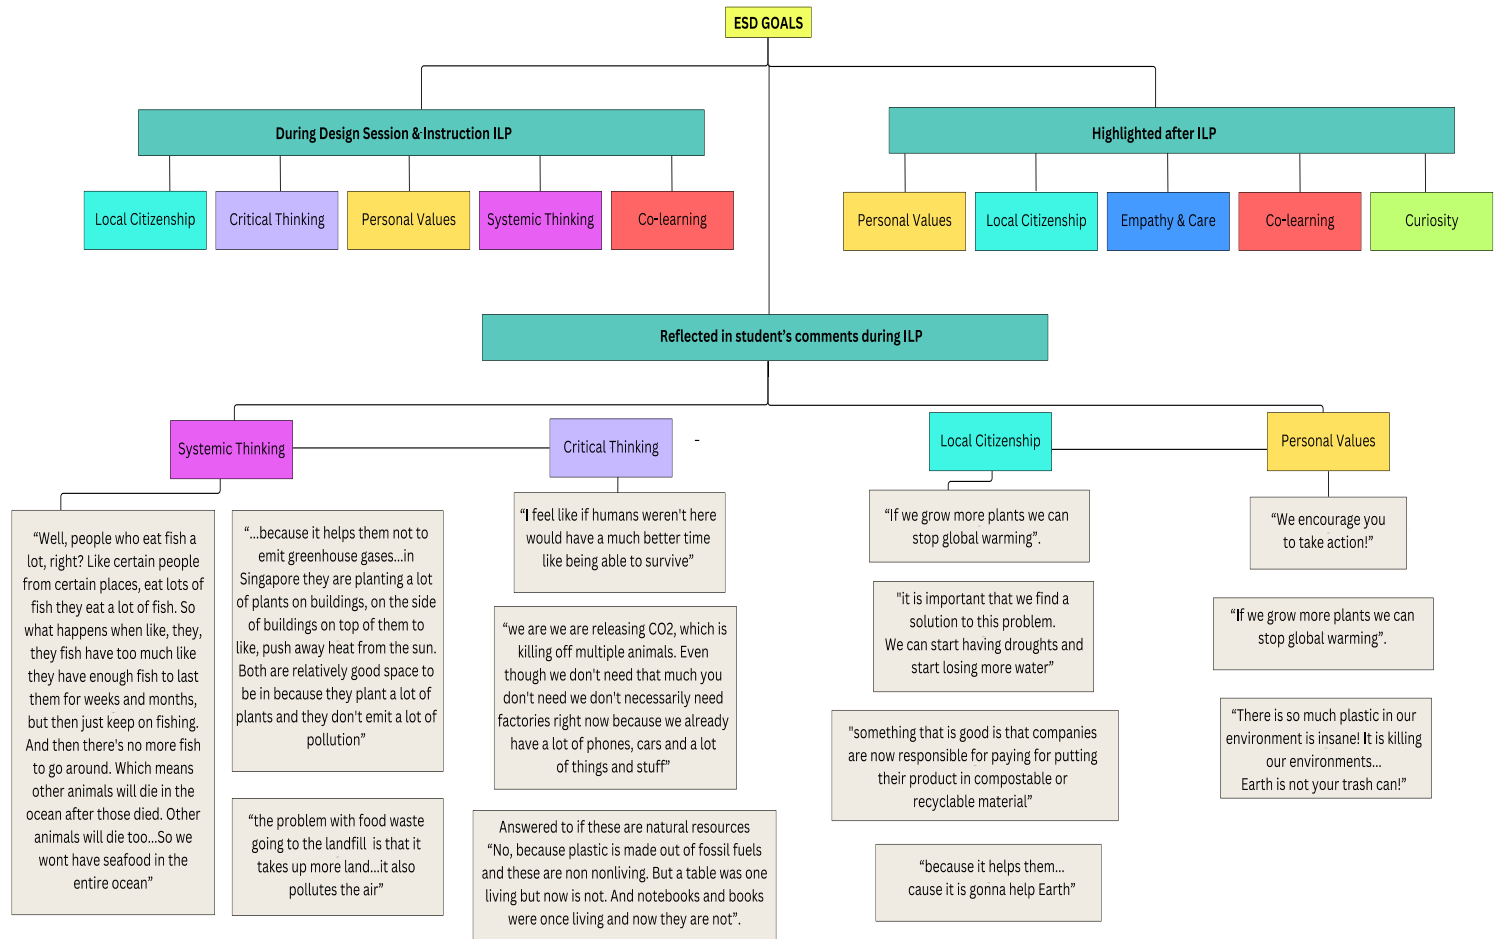 ESD GOALS
During Design Session & Instruction ILP
Highlighted after ILP
Local Citizenship
Critical Thinking
Personal Values
Systemic Thinking
Co-learning
Personal Values
Local Citizenship
Empathy & Care
Co-learning
Curiosity
Reflected in student’s comments during ILP
Systemic Thinking
Critical Thinking
-
Local Citizenship
Personal Values
“Well, people who eat fish a
lot, right? Like certain people
from certain places, eat lots of
fish they eat a lot of fish. So
what happens when like, they,
they fish have too much like
they have enough fish to last
them for weeks and months,
but then just keep on fishing.
And then there's no more fish
to go around. Which means
other animals will die in the
ocean after those died. Other
animals will die too...So we
wont have seafood in the
entire ocean”
“...because it helps them not to
emit greenhouse gases...in
Singapore they are planting a lot
of plants on buildings, on the side
of buildings on top of them to
like, push away heat from the sun.
Both are relatively good space to
be in because they plant a lot of
plants and they don't emit a lot of
pollution”
“the problem with food waste
going to the landfill is that it
takes up more land...it also
pollutes the air”
“I feel like if humans weren't here
would have a much better time
like being able to survive”
“we are we are releasing CO2, which is
killing off multiple animals. Even
though we don't need that much you
don't need we don't necessarily need
factories right now because we already
have a lot of phones, cars and a lot
of things and stuff”
Answered to if these are natural resources
“No, because plastic is made out of fossil fuels
and these are non nonliving. But a table was one
living but now is not. And notebooks and books
were once living and now they are not”.
“If we grow more plants we can
stop global warming”.
"it is important that we find a
solution to this problem.
We can start having droughts and
start losing more water”
"something that is good is that companies
are now responsible for paying for putting
their product in compostable or
recyclable material”
“because it helps them...
cause it is gonna help Earth”
“We encourage you
to take action!”
“If we grow more plants we can
stop global warming”.
“There is so much plastic in our
environment is insane! It is killing
our environments...
Earth is not your trash can!”